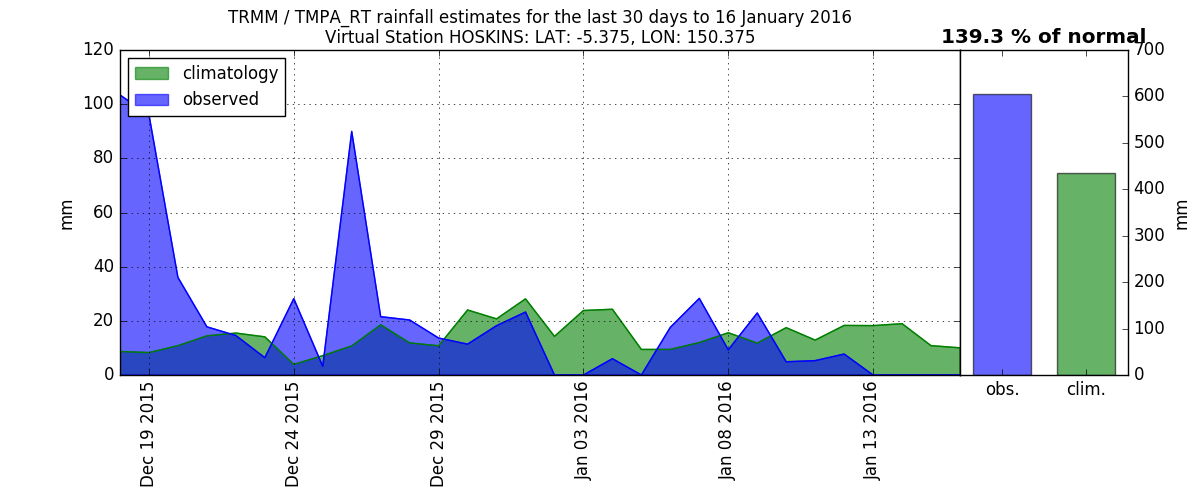 TRMM / TMPA_RT rainfall estimates for the last 30 days to 16 January 2016
Virtual Station HOSKINS: LAT: -5.375, LON: 150.375
139.3 % of normal
climatology
observed
120
100
80
60
40
20
0
mm
Dec 19 2015
Dec 24 2015
Dec 29 2015
Jan 03 2016
Jan 08 2016
Jan 13 2016
700
600
500
400
300
200
100
0
mm
obs.
clim.